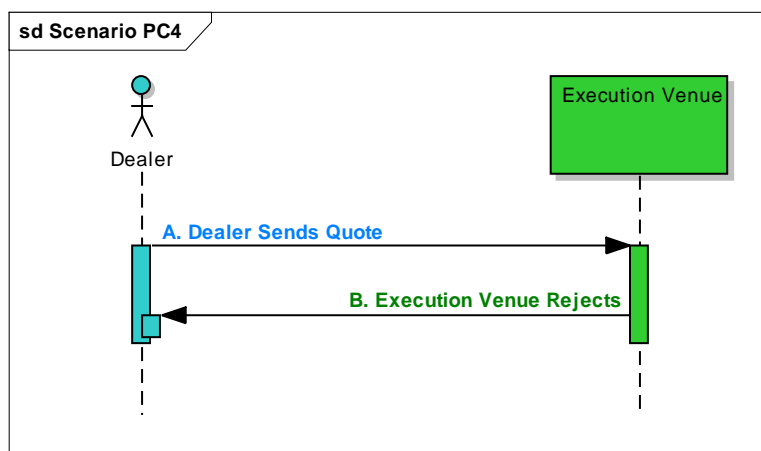 sd Scenario PC4
Execution Venue
Dealer
A. Dealer Sends Quote
B. Execution Venue Rejects